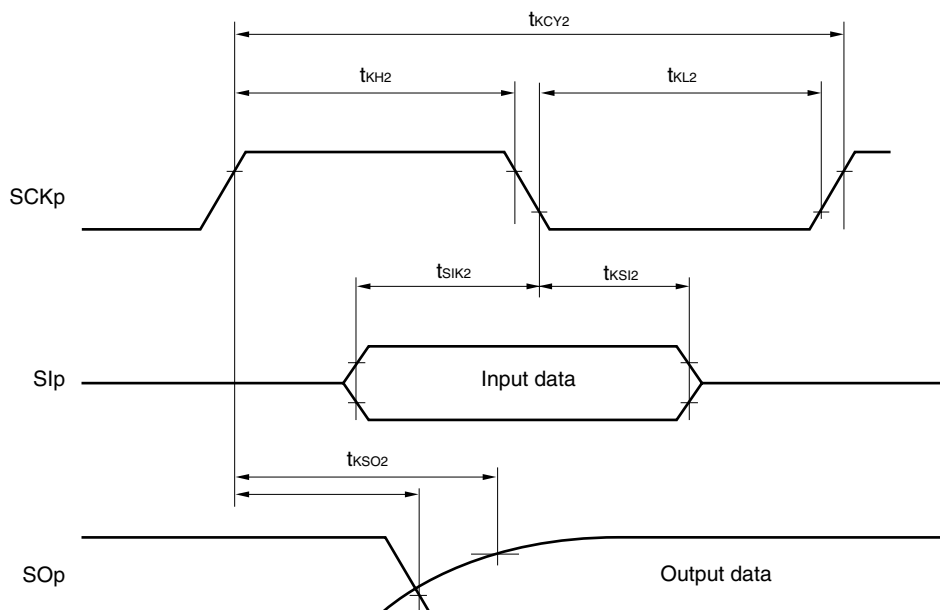 tKCY2
tKH2
tKL2
SCKp
tSIK2
tKSI2
SIp
Input data
tKSO2
SOp
Output data